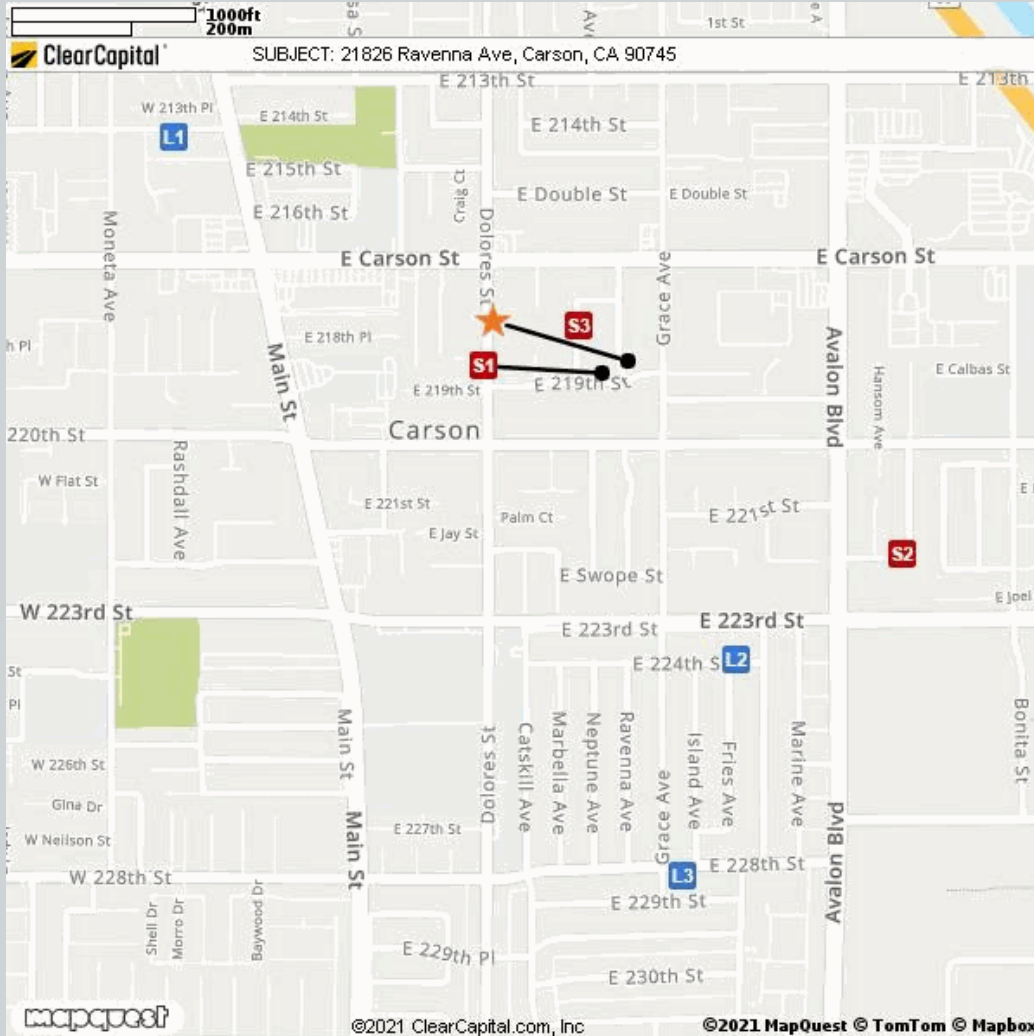 1000ft
200m
1st St
ClearCapital
SUBJECT: 21826 Ravenna Ave, Carson, CA 90745
E 213th St
E 213th
W 213th Pl
E 214th St
E 214th St
L1
E 215th St
Craig Ct
E Double St
E Double St
E 216th St
Moneta Ave
Dolores St
E Carson St
E Carson St
Grace Ave
S3
E 218th Pl
h Pl
Main St
S1
E 219th St
E 219th St
Avalon Blvd
Hansom Ave
E Calbas St
Carson
220th St
Rashdall Ave
W Flat St
E 221st St
Palm Ct
E 221st St
E Jay St
S2
E Swope St
E Joel
W 223rd St
E 223rd St
E 223rd St
E 224th S
L2
St
Pl
Main St
Dolores St
Catskill Ave
Marbella Ave
Neptune Ave
Ravenna Ave
Grace Ave
Island Ave
Fries Ave
Marine Ave
Bonita St
W 226th St
Gina Dr
W Neilson St
Main St
E 227th St
Avalon Blvd
W 228th St
L3
E 228th St
E 229th St
Shell Dr
Morro Dr
Baywood Dr
E 229th Pl
E 230th St
mapquest
©2021 ClearCapital.com, Inc
©2021 MapQuest © TomTom © Mapbox